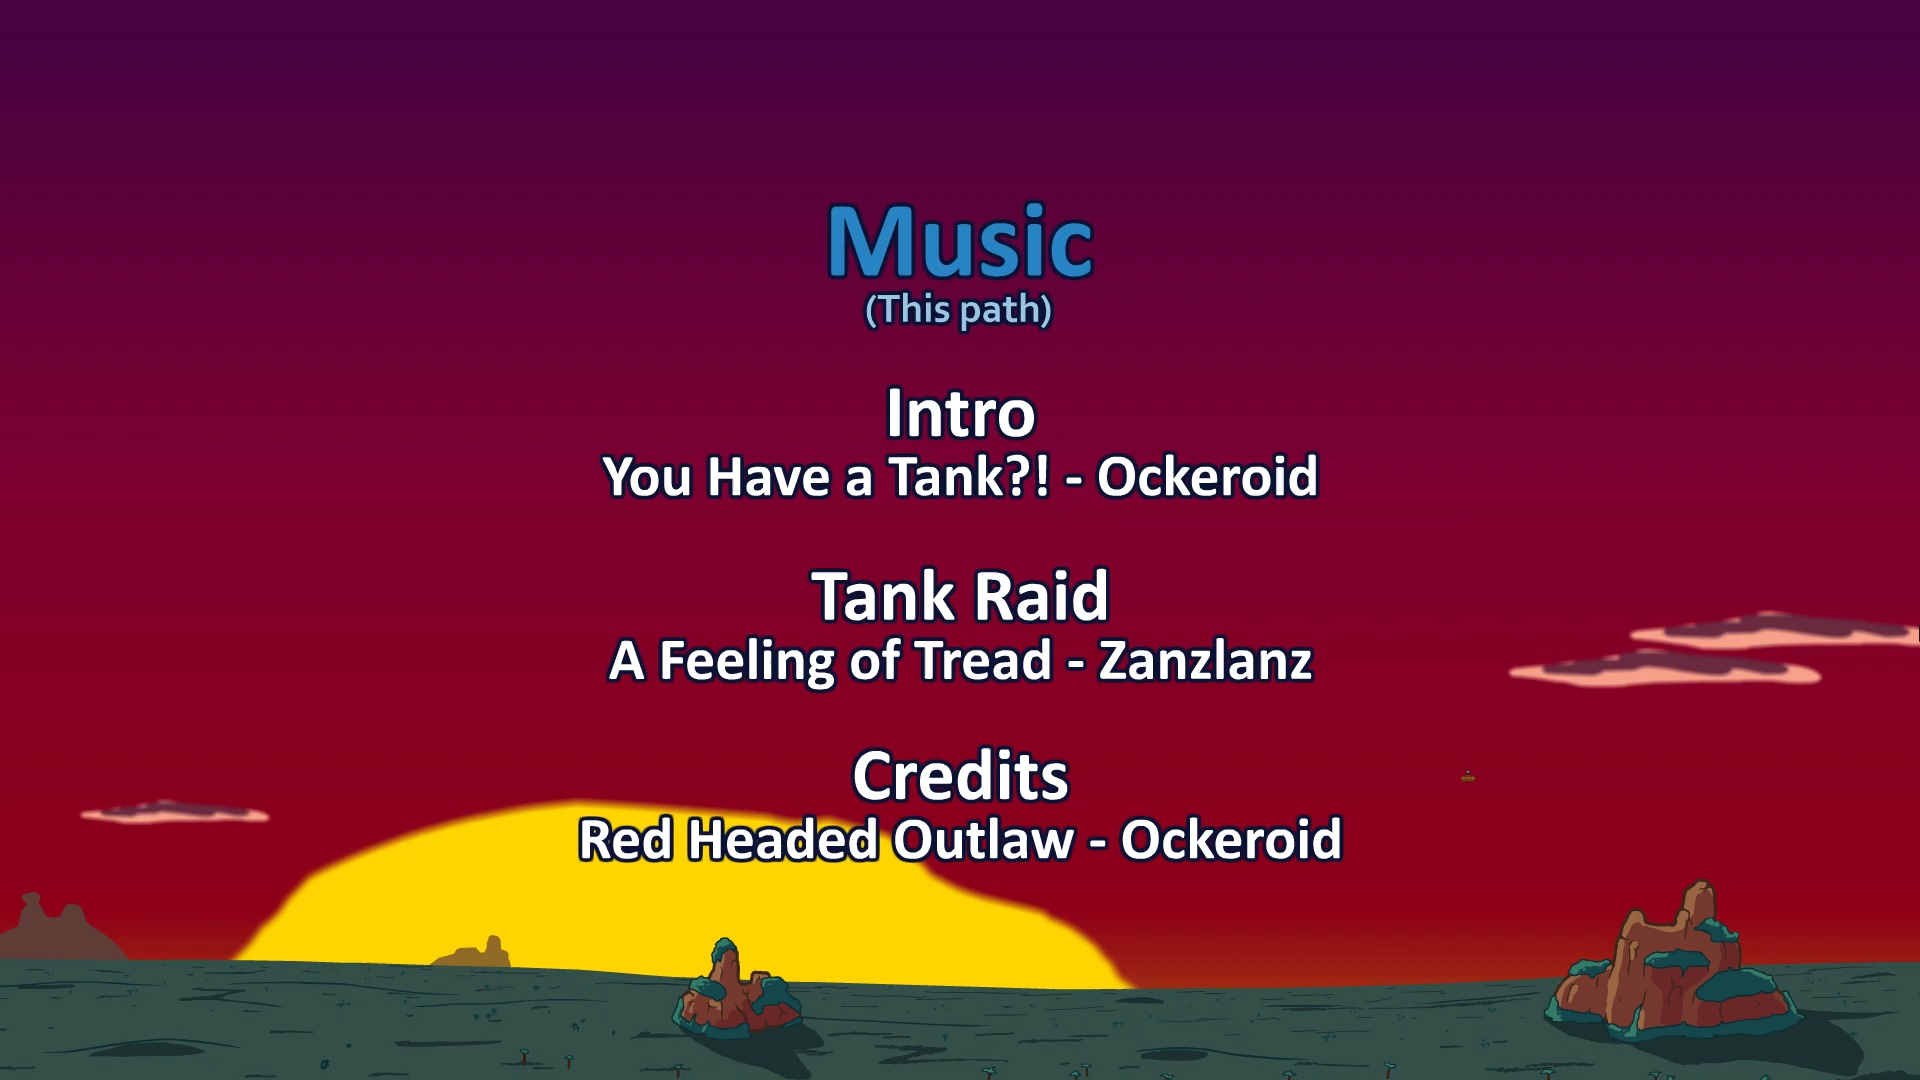 Music
(This path)
Intro
You Have a Tank?! - Ockeroid
Tank Raid
A Feeling of Tread - Zanzlanz
Credits
Red Headed Outlaw - Ockeroid